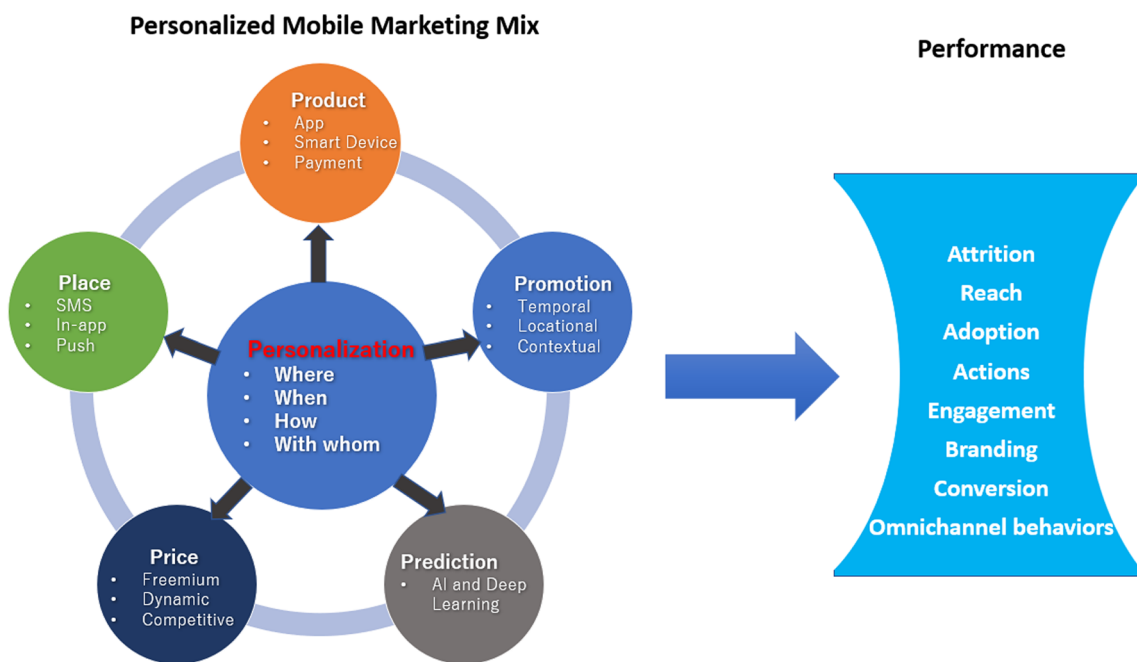 Personalized Mobile Marketing Mix
Performance
Product
• App
• Smart Device
• Payment
Place
• SMS
• In-app
• Push
Promotion
• Temporal
• Locational
• Contextual
Personalization
• Where
• When
• How
• With whom
Price
• Freemium
• Dynamic
• Competitive
Prediction
• AI and Deep
Learning
Attrition
Reach
Adoption
Actions
Engagement
Branding
Conversion
Omnichannel behaviors